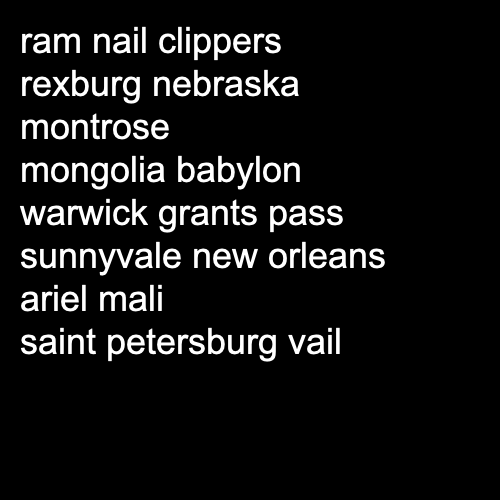 ram nail clippers
rexburg nebraska
montrose
mongolia babylon
warwick grants pass
sunnyvale new orleans
ariel mali
saint petersburg vail